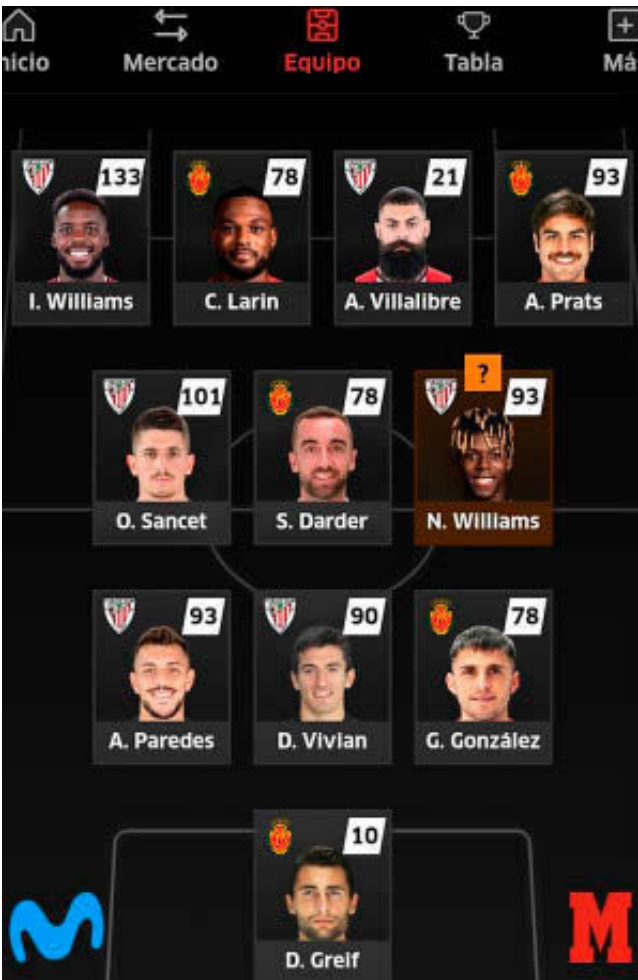 nicio Mercado Equipo Tabla Má
133 78 21 93
I. Williams C. Larin A. Villalibre A. Prats
?
101 78 93
O. Sancet S. Darder N. Williams
93 90 78
A. Paredes D. Vivian G. González
10
D. Greif
M